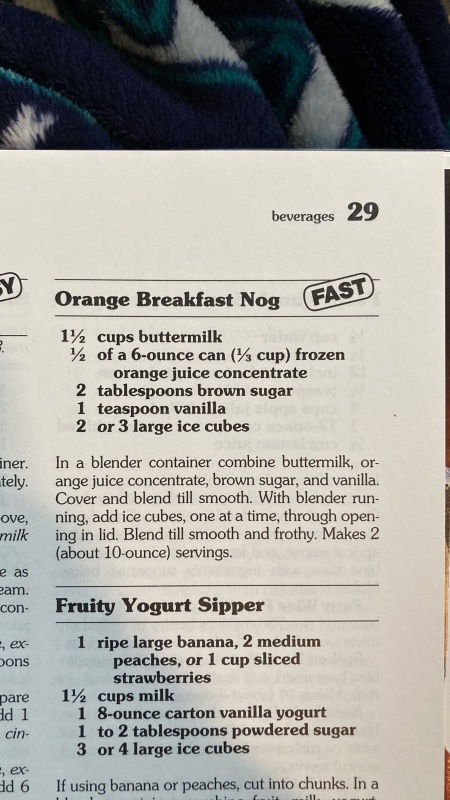 beverages 29
Orange Breakfast Nog FAST
1½ cups buttermilk
½ of a 6-ounce can (⅓ cup) frozen
orange juice concentrate
2 tablespoons brown sugar
1 teaspoon vanilla
2 or 3 large ice cubes
In a blender container combine buttermilk, or-
ange juice concentrate, brown sugar, and vanilla.
Cover and blend till smooth. With blender run-
ning, add ice cubes, one at a time, through open-
ing in lid. Blend till smooth and frothy. Makes 2
(about 10-ounce) servings.
Fruity Yogurt Sipper
1 ripe large banana, 2 medium
peaches, or 1 cup sliced
strawberries
1½ cups milk
1 8-ounce carton vanilla yogurt
1 to 2 tablespoons powdered sugar
3 or 4 large ice cubes
If using banana or peaches, cut into chunks. In a